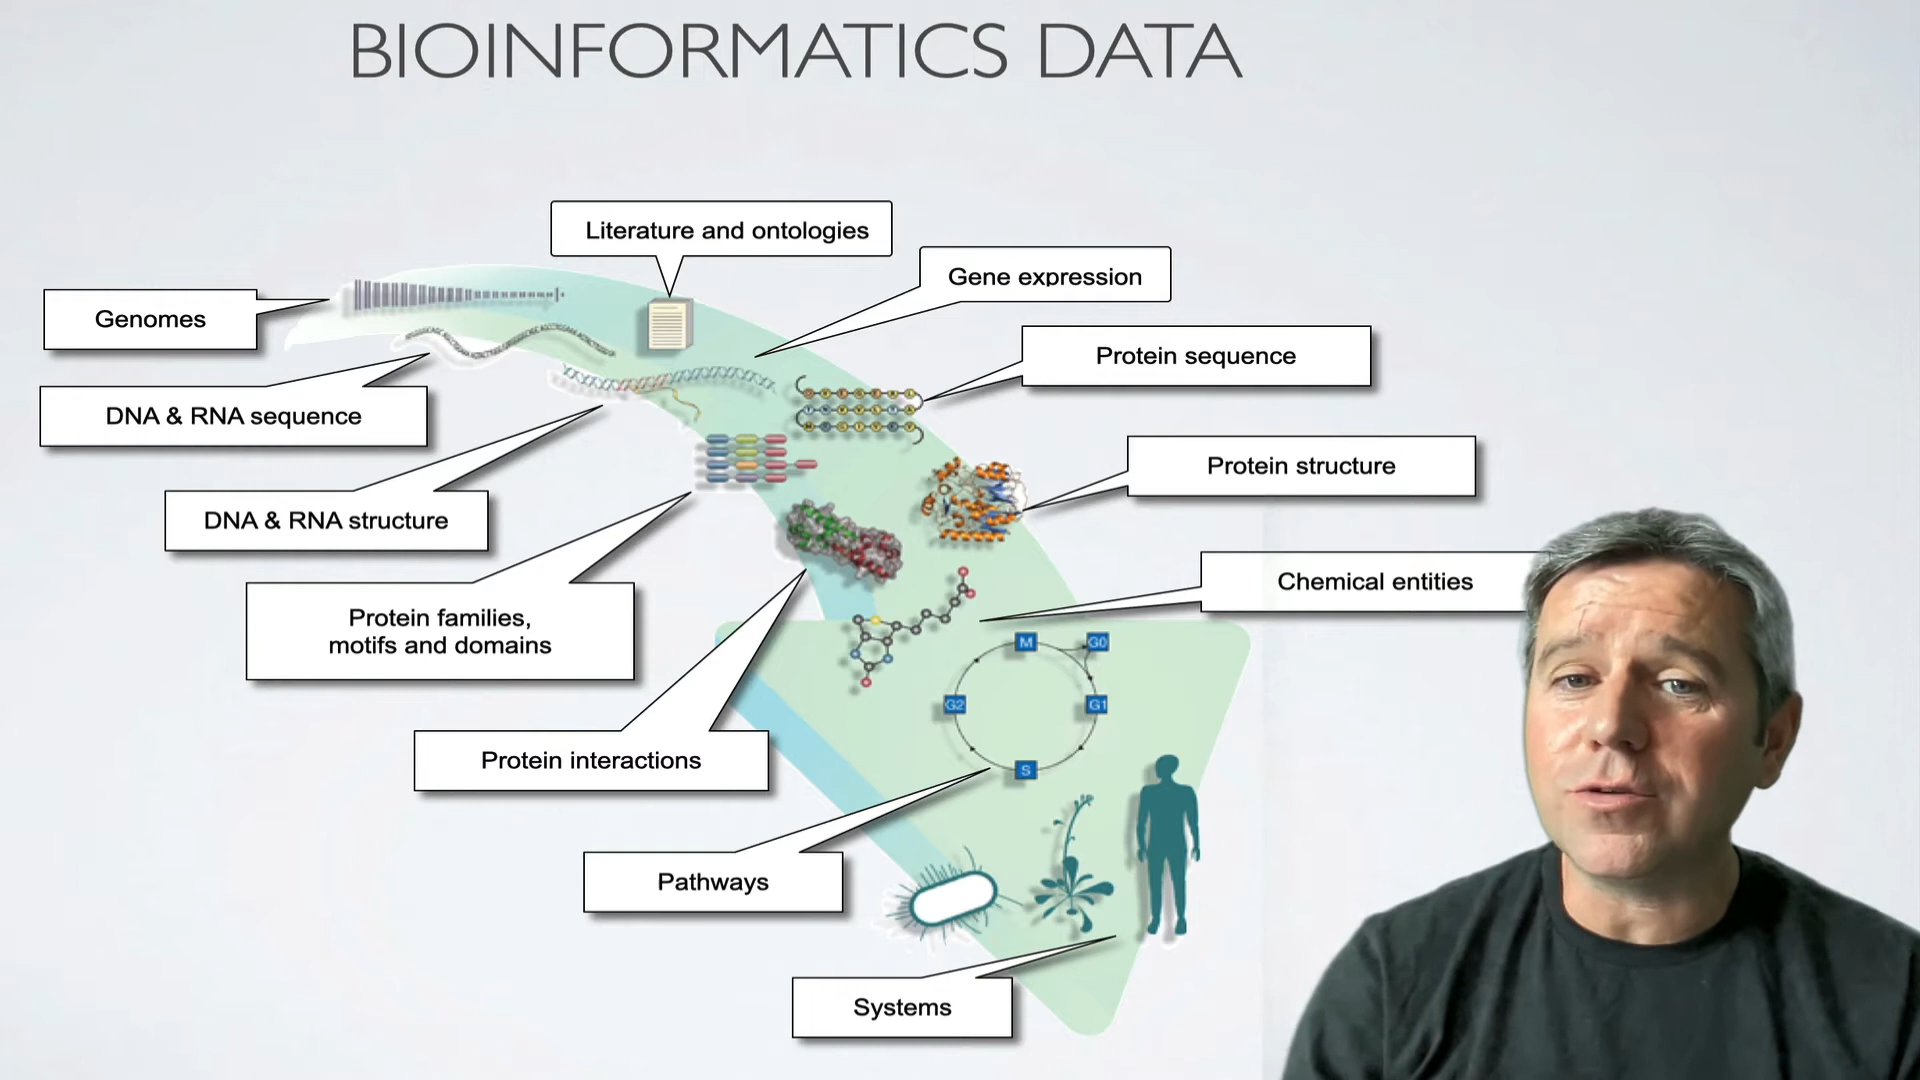 BIOINFORMATICS DATA
Literature and ontologies
Gene expression
Genomes
Protein sequence
DNA & RNA sequence
Protein structure
DNA & RNA structure
Chemical entities
Protein families,
motifs and domains
M
G0
G2
G1
Protein interactions
S
Pathways
Systems